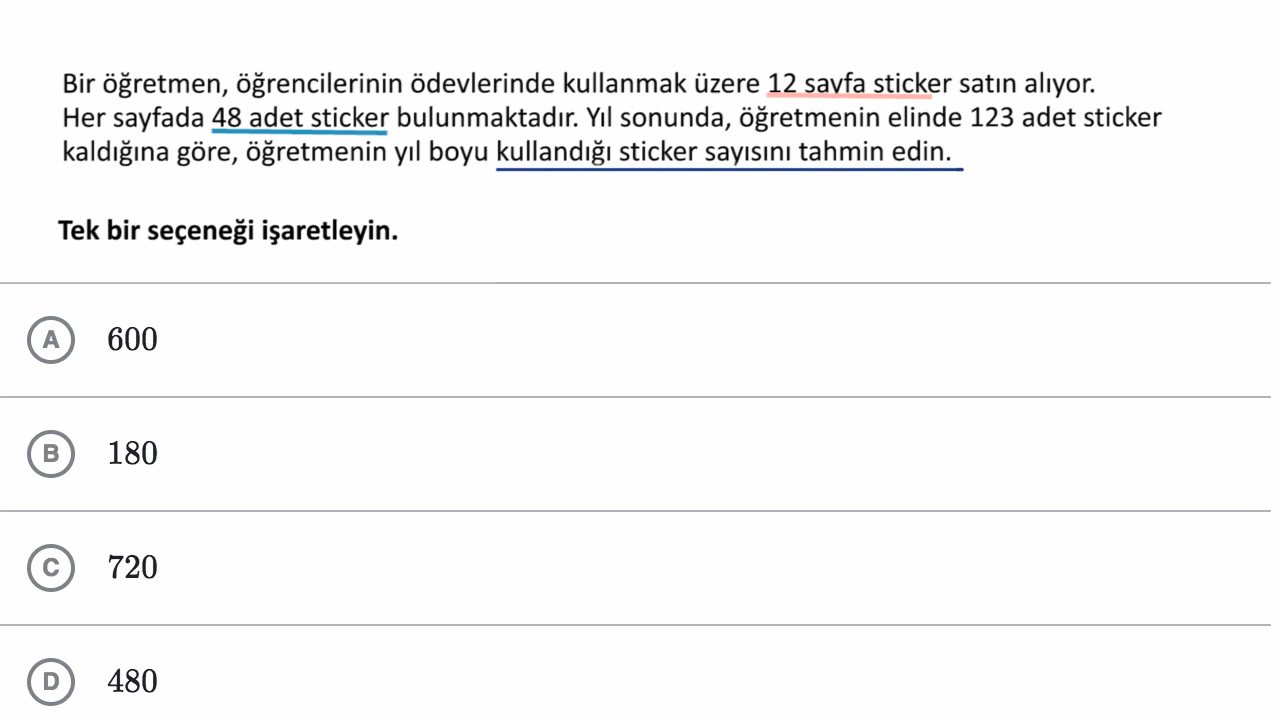 Bir öğretmen, öğrencilerinin ödevlerinde kullanmak üzere 12 sayfa sticker satın alıyor.
Her sayfada 48 adet sticker bulunmaktadır. Yıl sonunda, öğretmenin elinde 123 adet sticker
kaldığına göre, öğretmenin yıl boyu kullandığı sticker sayısını tahmin edin.
Tek bir seçeneği işaretleyin.
A 600
B 180
C 720
D 480